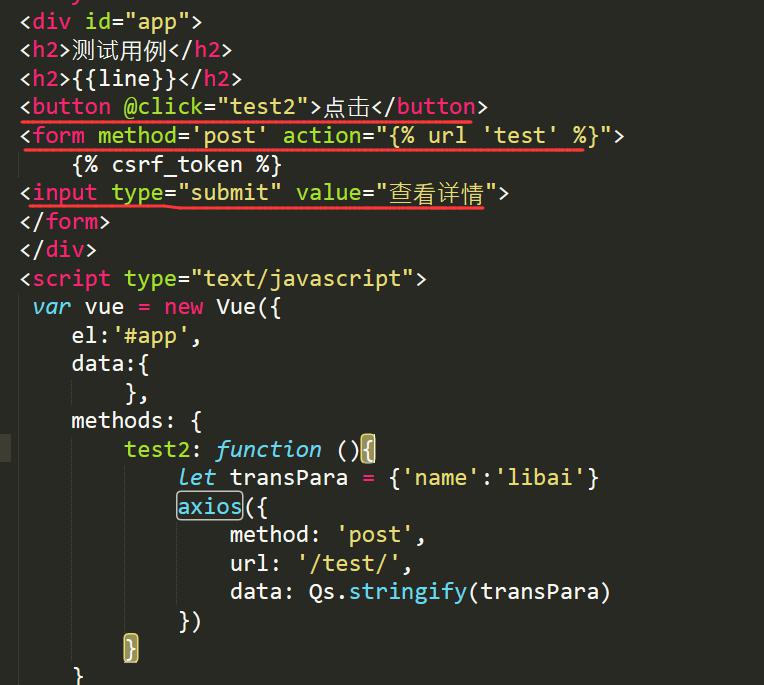 <div id="app">
<h2>测试用例</h2>
<h2>{{line}}</h2>
<button @click="test2">点击</button>
<form method='post' action="{% url 'test' %}">
{% csrf_token %}
<input type="submit" value="查看详情">
</form>
</div>
<script type="text/javascript">
var vue = new Vue({
el:'#app',
data:{
},
methods: {
test2: function (){
let transPara = {'name':'libai'}
axios({
method: 'post',
url: '/test/',
data: Qs.stringify(transPara)
})
}
}